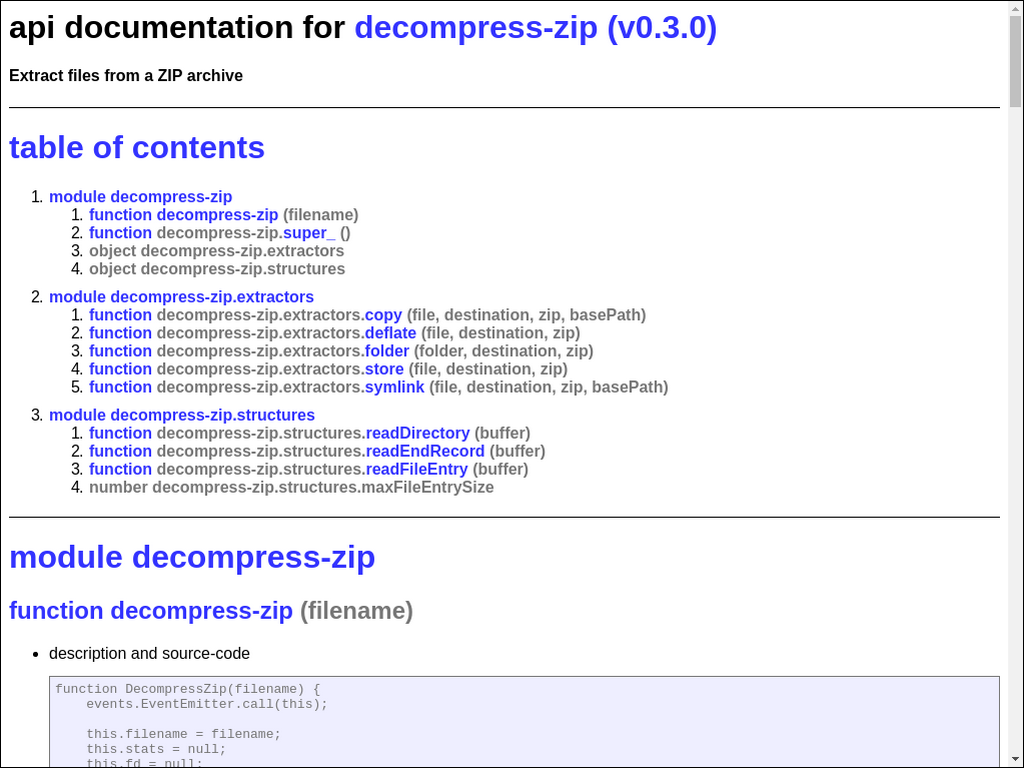 api documentation for decompress-zip (v0.3.0)
Extract files from a ZIP archive
table of contents
1. module decompress-zip
1. function decompress-zip (filename)
2. function decompress-zip.super_ ()
3. object decompress-zip.extractors
4. object decompress-zip.structures
2. module decompress-zip.extractors
1. function decompress-zip.extractors.copy (file, destination, zip, basePath)
2. function decompress-zip.extractors.deflate (file, destination, zip)
3. function decompress-zip.extractors.folder (folder, destination, zip)
4. function decompress-zip.extractors.store (file, destination, zip)
5. function decompress-zip.extractors.symlink (file, destination, zip, basePath)
3. module decompress-zip.structures
1. function decompress-zip.structures.readDirectory (buffer)
2. function decompress-zip.structures.readEndRecord (buffer)
3. function decompress-zip.structures.readFileEntry (buffer)
4. number decompress-zip.structures.maxFileEntrySize
module decompress-zip
function decompress-zip (filename)
• description and source-code
function DecompressZip(filename) {
    events.EventEmitter.call(this);
    this.filename = filename;
    this.stats = null;
    this.fd = null;